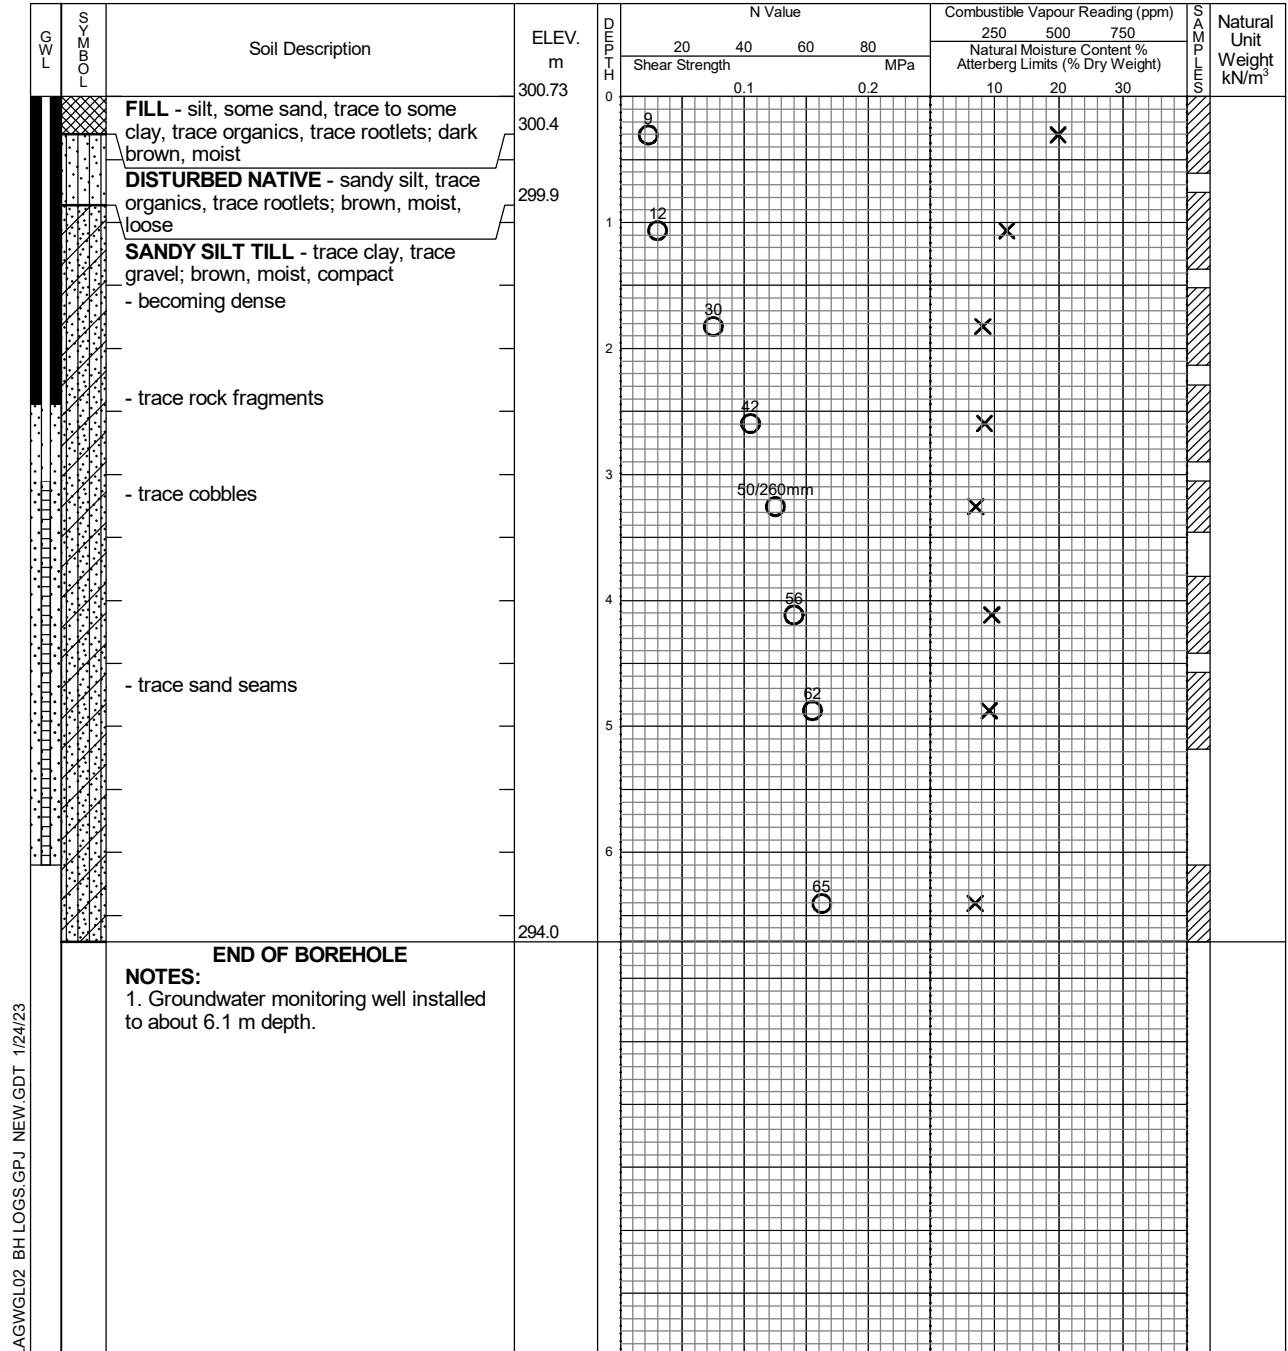 GWL
SYMBOL
Soil Description
ELEV.
m
DEPTH
N Value
20 40 60 80
Shear Strength MPa
0.1 0.2
Combustible Vapour Reading (ppm)
250 500 750
Natural Moisture Content %
Atterberg Limits (% Dry Weight)
10 20 30
SAMPLES
Natural
Unit
Weight
kN/m³
300.73
0
FILL - silt, some sand, trace to some
clay, trace organics, trace rootlets; dark
brown, moist
300.4
9
DISTURBED NATIVE - sandy silt, trace
organics, trace rootlets; brown, moist,
loose
299.9
1
12
SANDY SILT TILL - trace clay, trace
gravel; brown, moist, compact
- becoming dense
30
2
- trace rock fragments
42
3
- trace cobbles
50/260mm
4
56
- trace sand seams
62
5
6
65
294.0
END OF BOREHOLE
NOTES:
1. Groundwater monitoring well installed
to about 6.1 m depth.
AGWGL02 BH LOGS.GPJ NEW.GDT 1/24/23